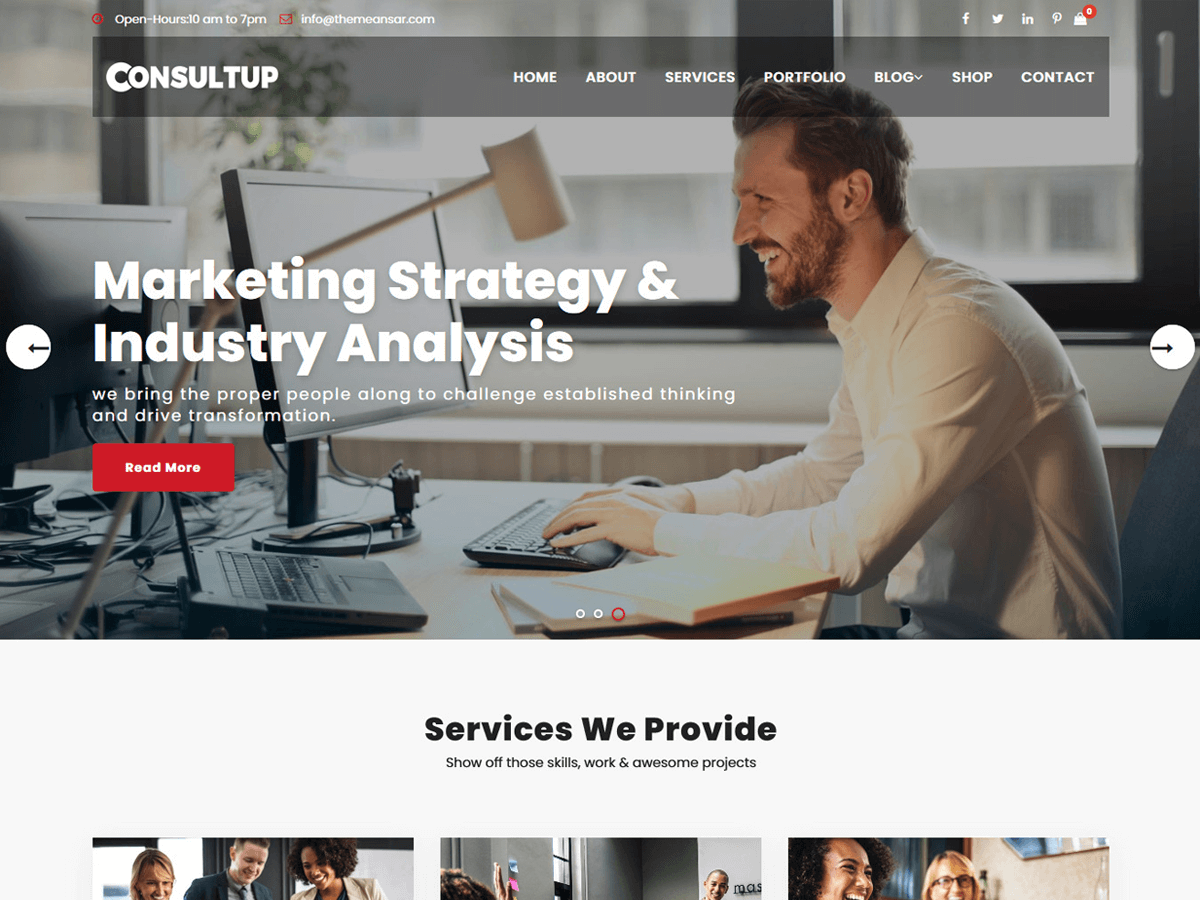 Open-Hours:10 am to 7pm info@themeansar.com
0
CONSULTUP
HOME ABOUT SERVICES PORTFOLIO BLOG SHOP CONTACT
Marketing Strategy &
Industry Analysis
we bring the proper people along to challenge established thinking
and drive transformation.
Read More
Services We Provide
Show off those skills, work & awesome projects
mas